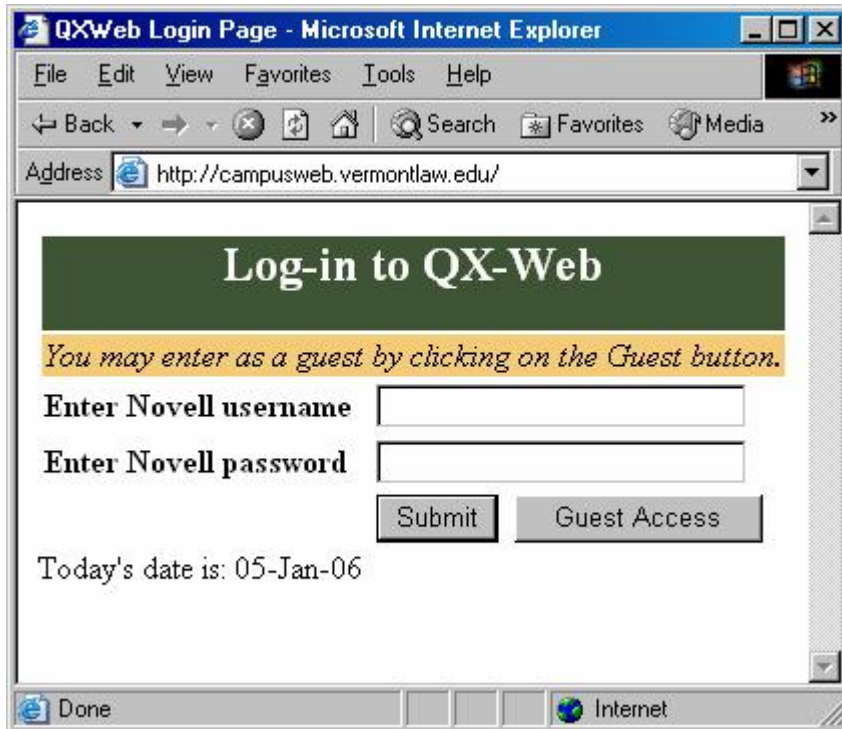 QXWeb Login Page - Microsoft Internet Explorer
File Edit View Favorites Tools Help
Back Search Favorites Media »
Address http://campusweb.vermontlaw.edu/
Log-in to QX-Web
You may enter as a guest by clicking on the Guest button.
Enter Novell username
Enter Novell password
Submit Guest Access
Today's date is: 05-Jan-06
Done Internet